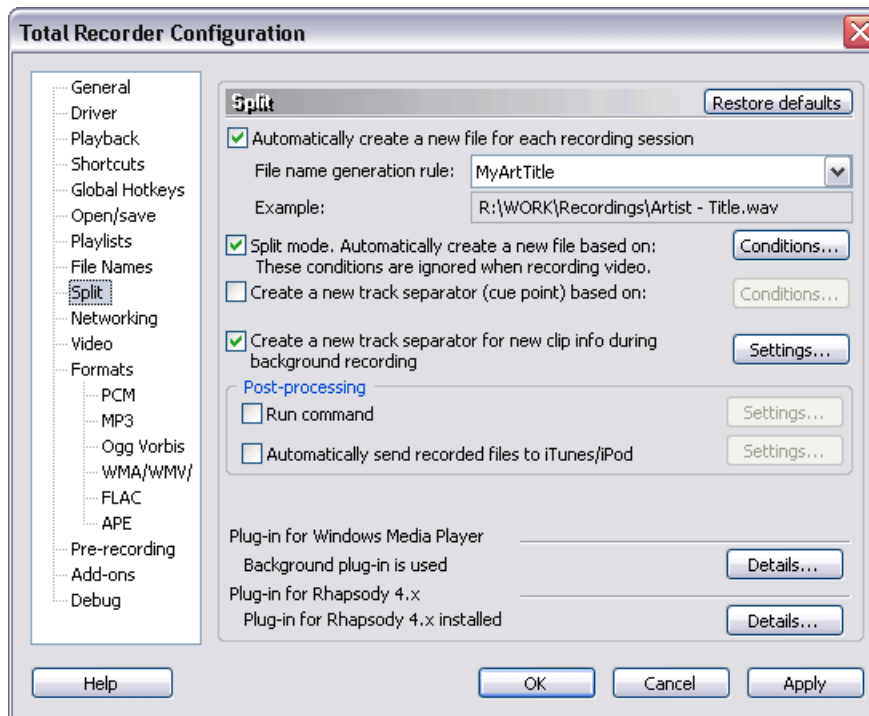 Total Recorder Configuration
General
Driver
Playback
Shortcuts
Global Hotkeys
Open/save
Playlists
File Names
Split
Networking
Video
Formats
PCM
MP3
Ogg Vorbis
WMA/WMV/
FLAC
APE
Pre-recording
Add-ons
Debug
Split
Restore defaults
Automatically create a new file for each recording session
File name generation rule: MyArtTitle
Example: R:\WORK\Recordings\Artist - Title.wav
Split mode. Automatically create a new file based on: Conditions...
These conditions are ignored when recording video.
Create a new track separator (cue point) based on: Conditions...
Create a new track separator for new clip info during
background recording
Settings...
Post-processing
Run command Settings...
Automatically send recorded files to iTunes/iPod Settings...
Plug-in for Windows Media Player
Background plug-in is used Details...
Plug-in for Rhapsody 4.x
Plug-in for Rhapsody 4.x installed Details...
Help OK Cancel Apply